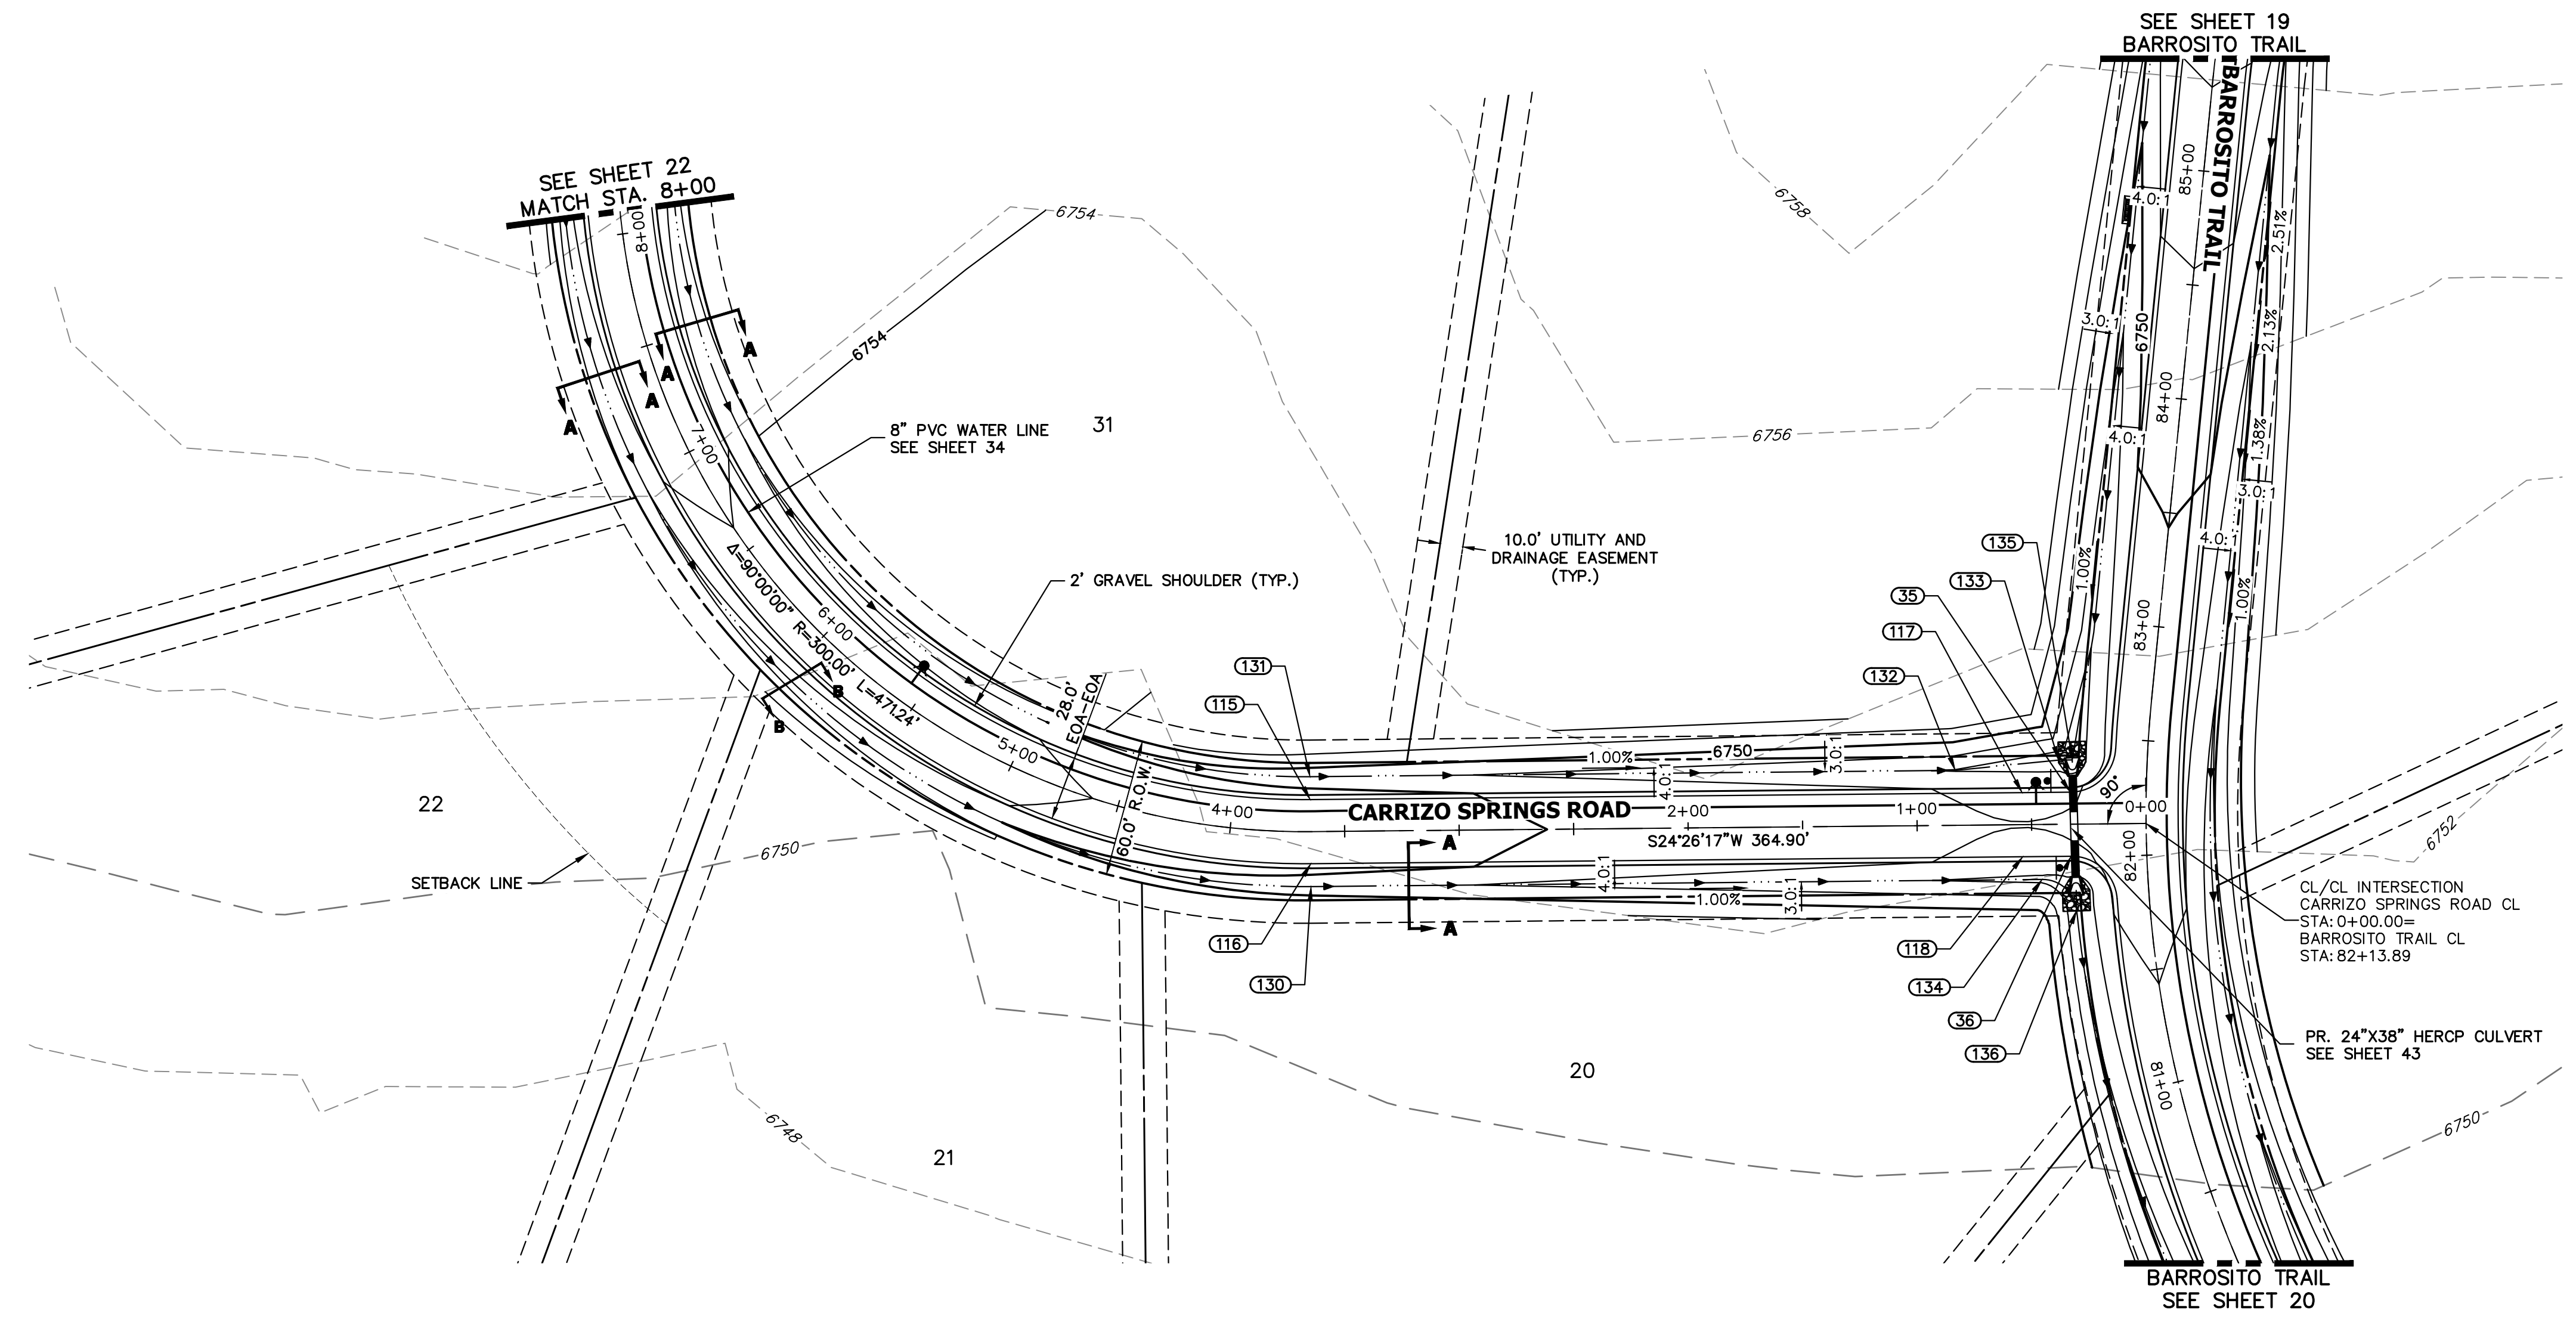 SEE SHEET 19
BARROSITO TRAIL
BARROSITO TRAIL
SEE SHEET 22
MATCH STA. 8+00
8+00
6754
6758
85+00
4.0:1
2.51%
3.0:1
6750
2.13%
6754
A
A
A
A
84+00
7+00
8" PVC WATER LINE
SEE SHEET 34
31
6756
4.0:1
1.38%
3.0:1
10.0' UTILITY AND
DRAINAGE EASEMENT
(TYP.)
135
133
35
117
132
4.0:1
1.00%
1.00%
83+00
Δ=90°00'00" R=300.00' L=471.24'
6+00
2' GRAVEL SHOULDER (TYP.)
131
115
28.0'
EOA-EOA
B
B
5+00
60.0' R.O.W.
1.00%
6750
3.0:1
4.0:1
4+00
CARRIZO SPRINGS ROAD
2+00
1+00
90°
0+00
S24°26'17"W 364.90'
A
A
4.0:1
3.0:1
1.00%
82+00
6752
22
6750
SETBACK LINE
CL/CL INTERSECTION
CARRIZO SPRINGS ROAD CL
STA: 0+00.00=
BARROSITO TRAIL CL
STA: 82+13.89
116
130
118
134
36
136
PR. 24"X38" HERCP CULVERT
SEE SHEET 43
20
81+00
6750
6748
21
BARROSITO TRAIL
SEE SHEET 20